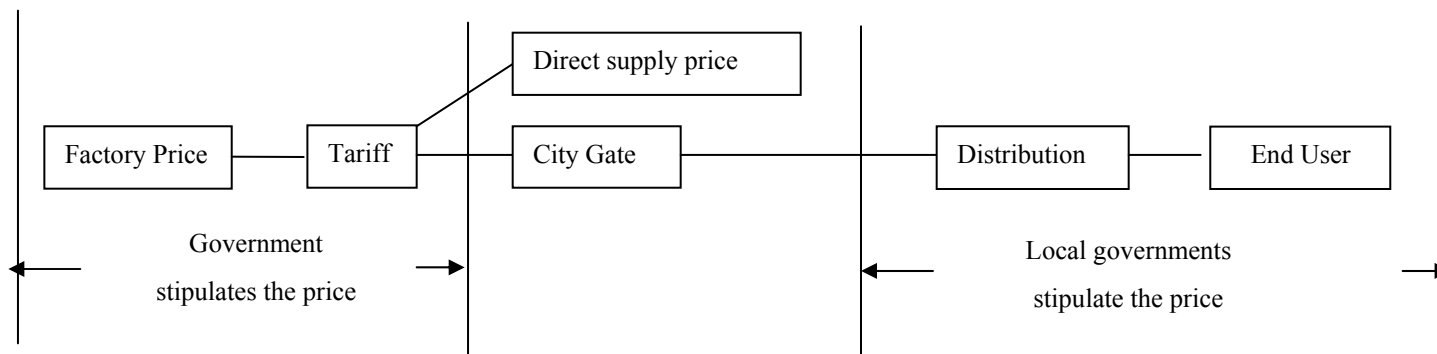 Direct supply price
Factory Price
Tariff
City Gate
Distribution
End User
Government
stipulates the price
Local governments
stipulate the price